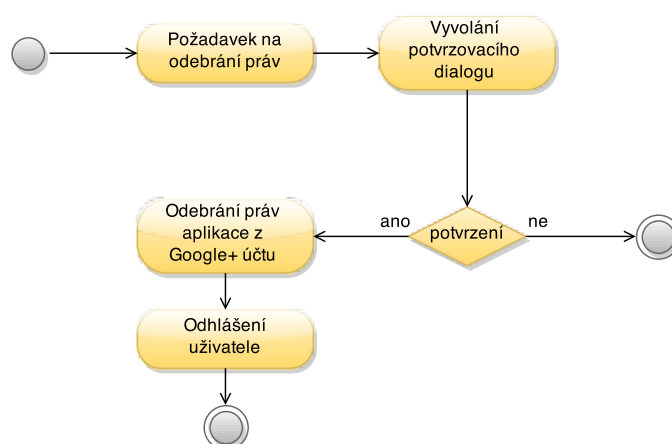 Požadavek na
odebrání práv
Vyvolání
potvrzovacího
dialogu
potvrzení
ano
ne
Odebrání práv
aplikace z
Google+ účtu
Odhlášení
uživatele